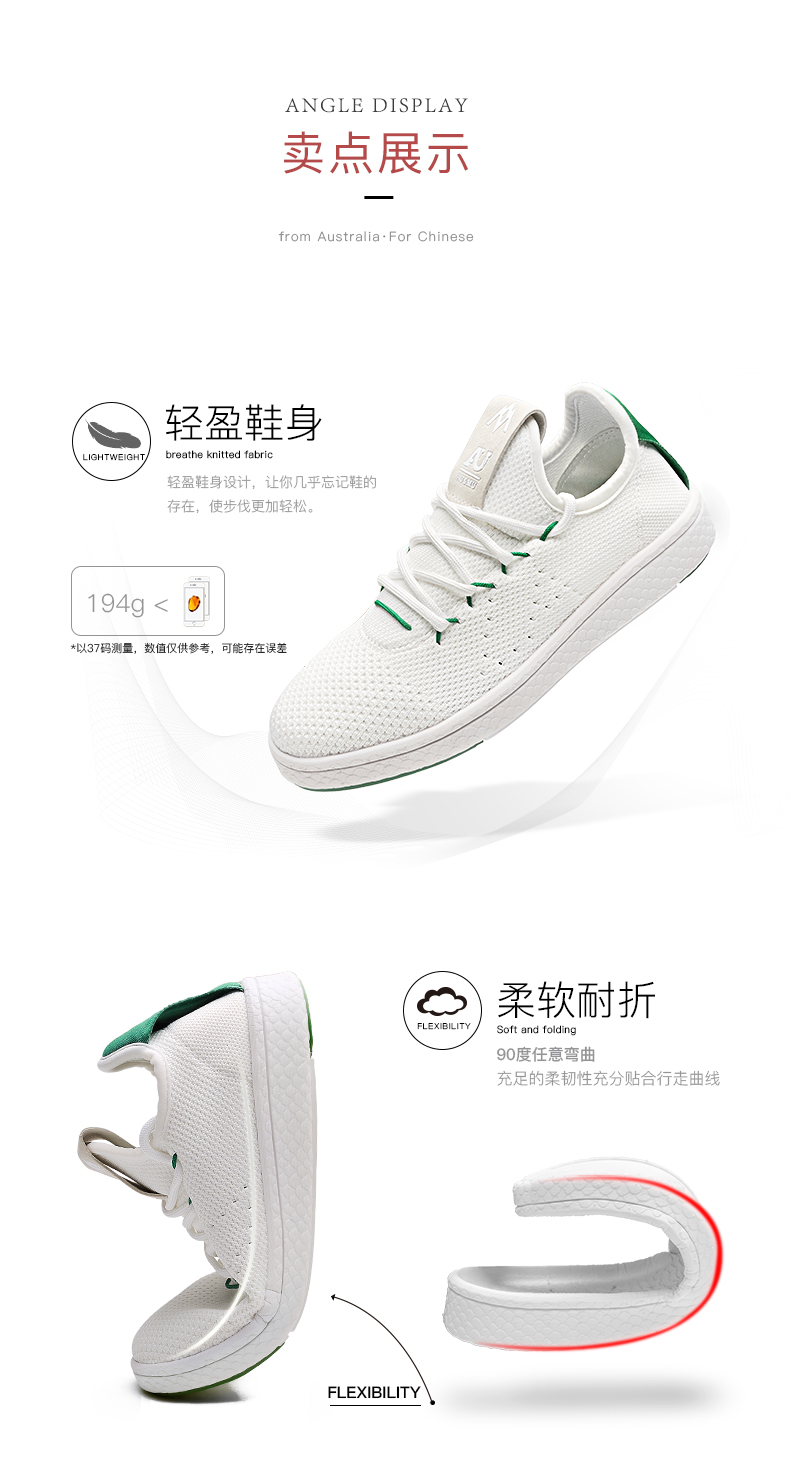 ANGLE DISPLAY
卖点展示
from Australia·For Chinese
轻盈鞋身
LIGHTWEIGHT
breathe knitted fabric
轻盈鞋身设计，让你几乎忘记鞋的
存在，使步伐更加轻松。
AU
194g <
*以37码测量，数值仅供参考，可能存在误差
柔软耐折
FLEXIBILITY
Soft and folding
90度任意弯曲
充足的柔韧性充分贴合行走曲线
FLEXIBILITY